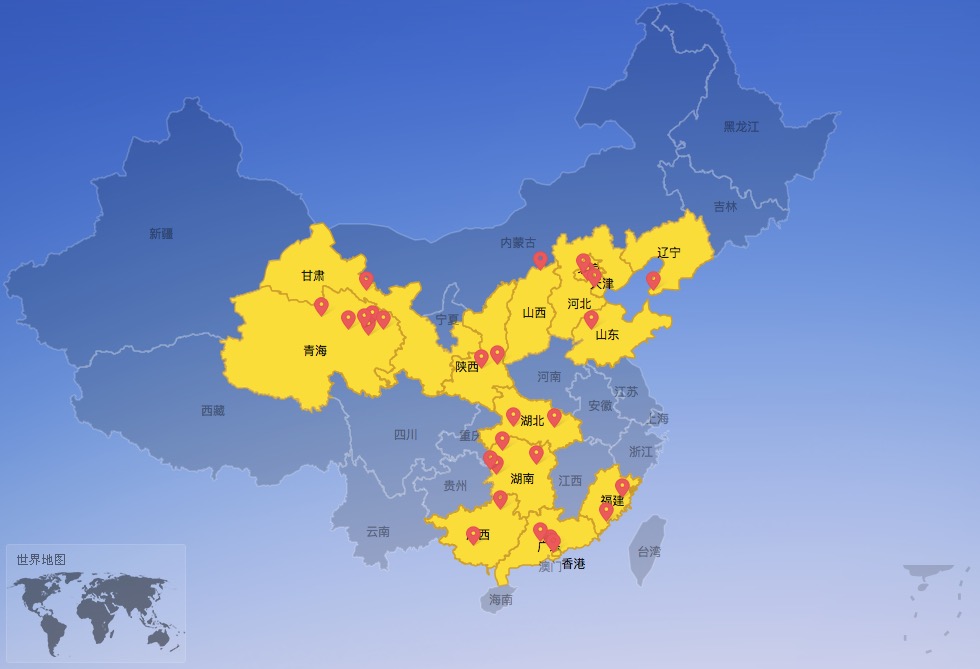 黑龙江
吉林
新疆
内蒙古
辽宁
甘肃
天津
河北
宁夏
山西
山东
青海
陕西
河南
江苏
安徽
西藏
上海
湖北
四川
重庆
浙江
湖南
江西
贵州
福建
云南
西
广
台湾
澳门
香港
世界地图
海南